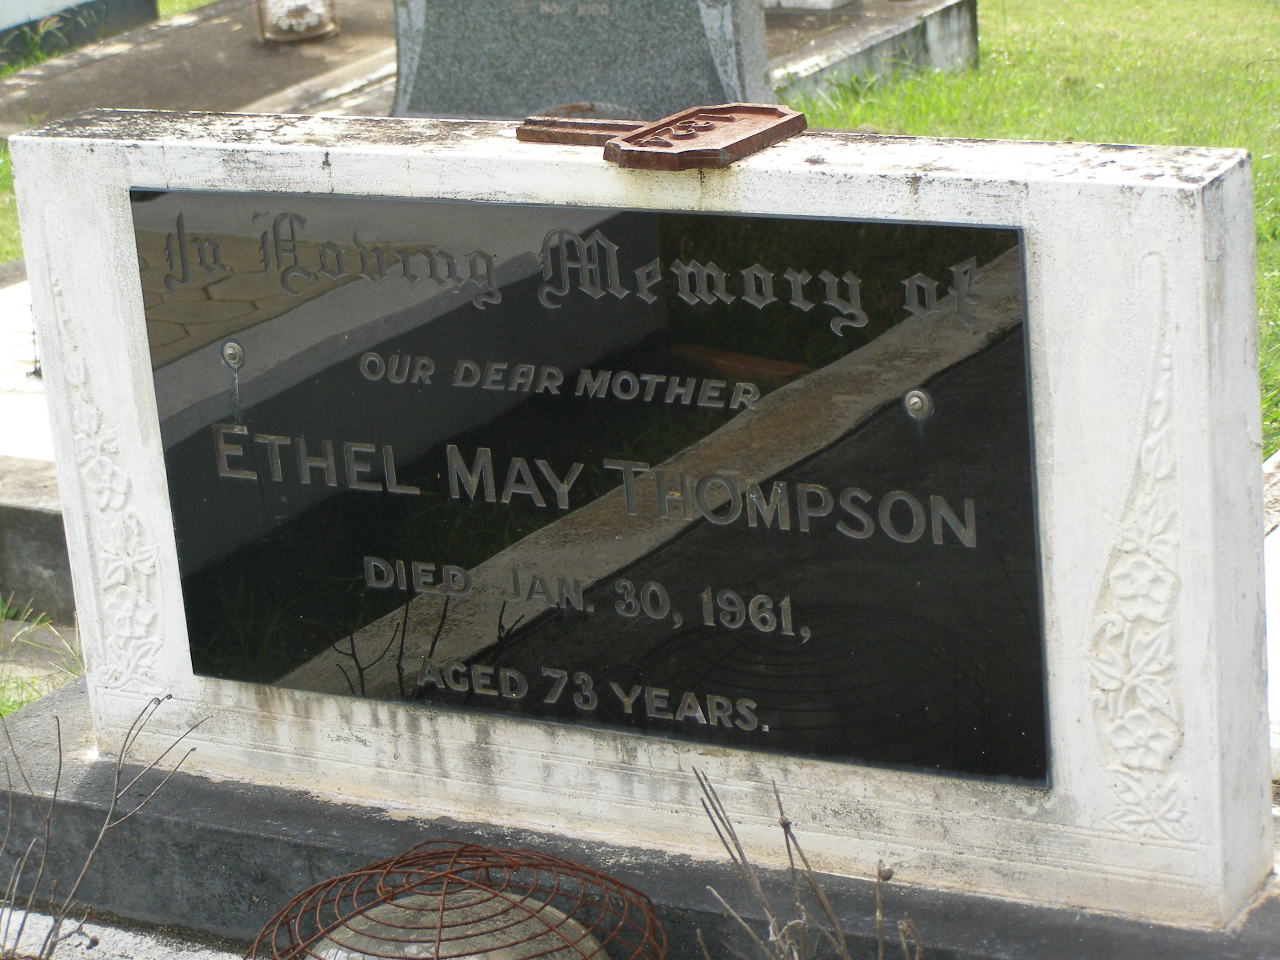 In Loving Memory of
OUR DEAR MOTHER
ETHEL MAY THOMPSON
DIED JAN. 30, 1961,
AGED 73 YEARS.